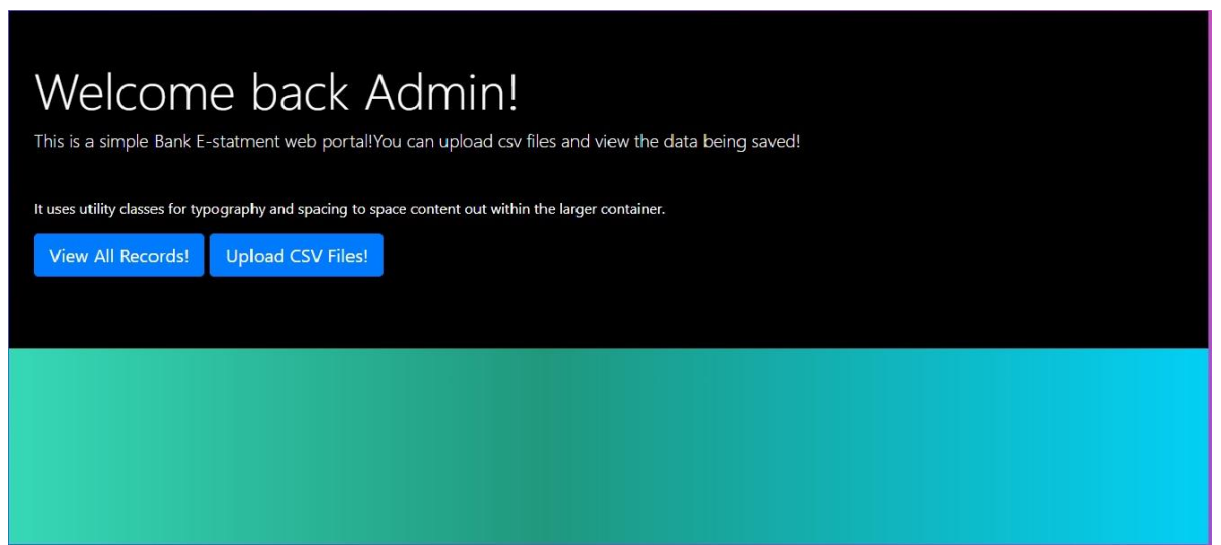 Welcome back Admin!
This is a simple Bank E-statment web portal!You can upload csv files and view the data being saved!
It uses utility classes for typography and spacing to space content out within the larger container.
View All Records! Upload CSV Files!